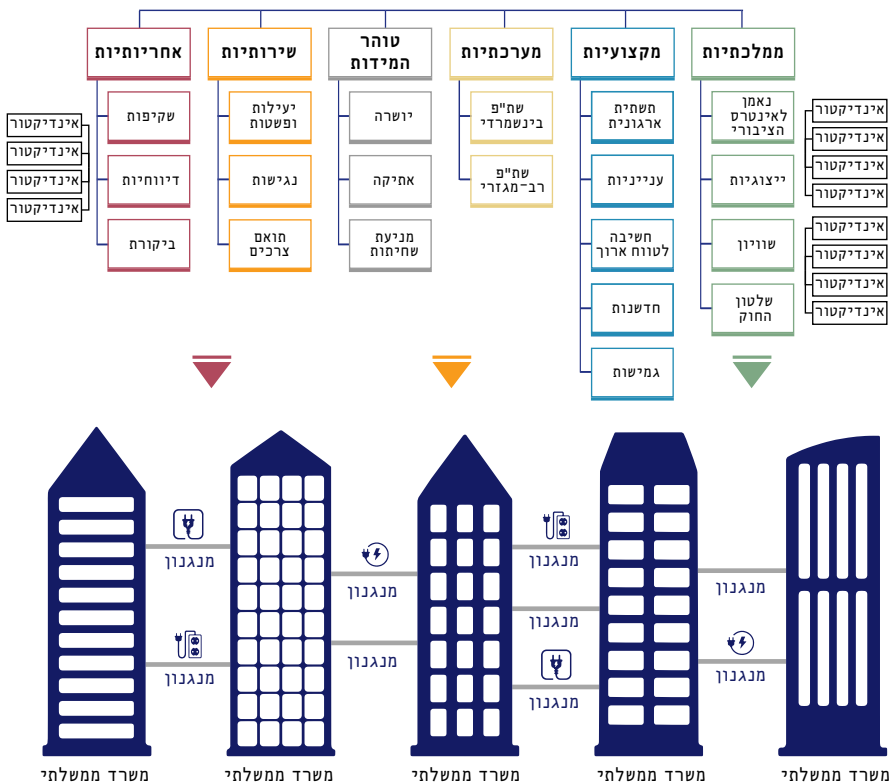 ממלכתיות
מקצועיות
מערכתיות
טוהר
המידות
שירותיות
אחריותיות
נאמן
לאינטרס
הציבורי
ייצוגיות
שוויון
שלטון
החוק
אינדיקטור
אינדיקטור
אינדיקטור
אינדיקטור
אינדיקטור
אינדיקטור
אינדיקטור
אינדיקטור
תשתית
ארגונית
ענייניות
חשיבה
לטווח ארוך
חדשנות
גמישות
שת"פ
בינשמרדי
שת"פ
רב-מגזרי
יושרה
אתיקה
מניעת
שחיתות
יעילות
ופשטות
נגישות
תואם
צרכים
שקיפות
דיווחיות
ביקורת
אינדיקטור
אינדיקטור
אינדיקטור
אינדיקטור
מנגנון
מנגנון
מנגנון
מנגנון
מנגנון
מנגנון
מנגנון
מנגנון
מנגנון
משרד ממשלתי
משרד ממשלתי
משרד ממשלתי
משרד ממשלתי
משרד ממשלתי